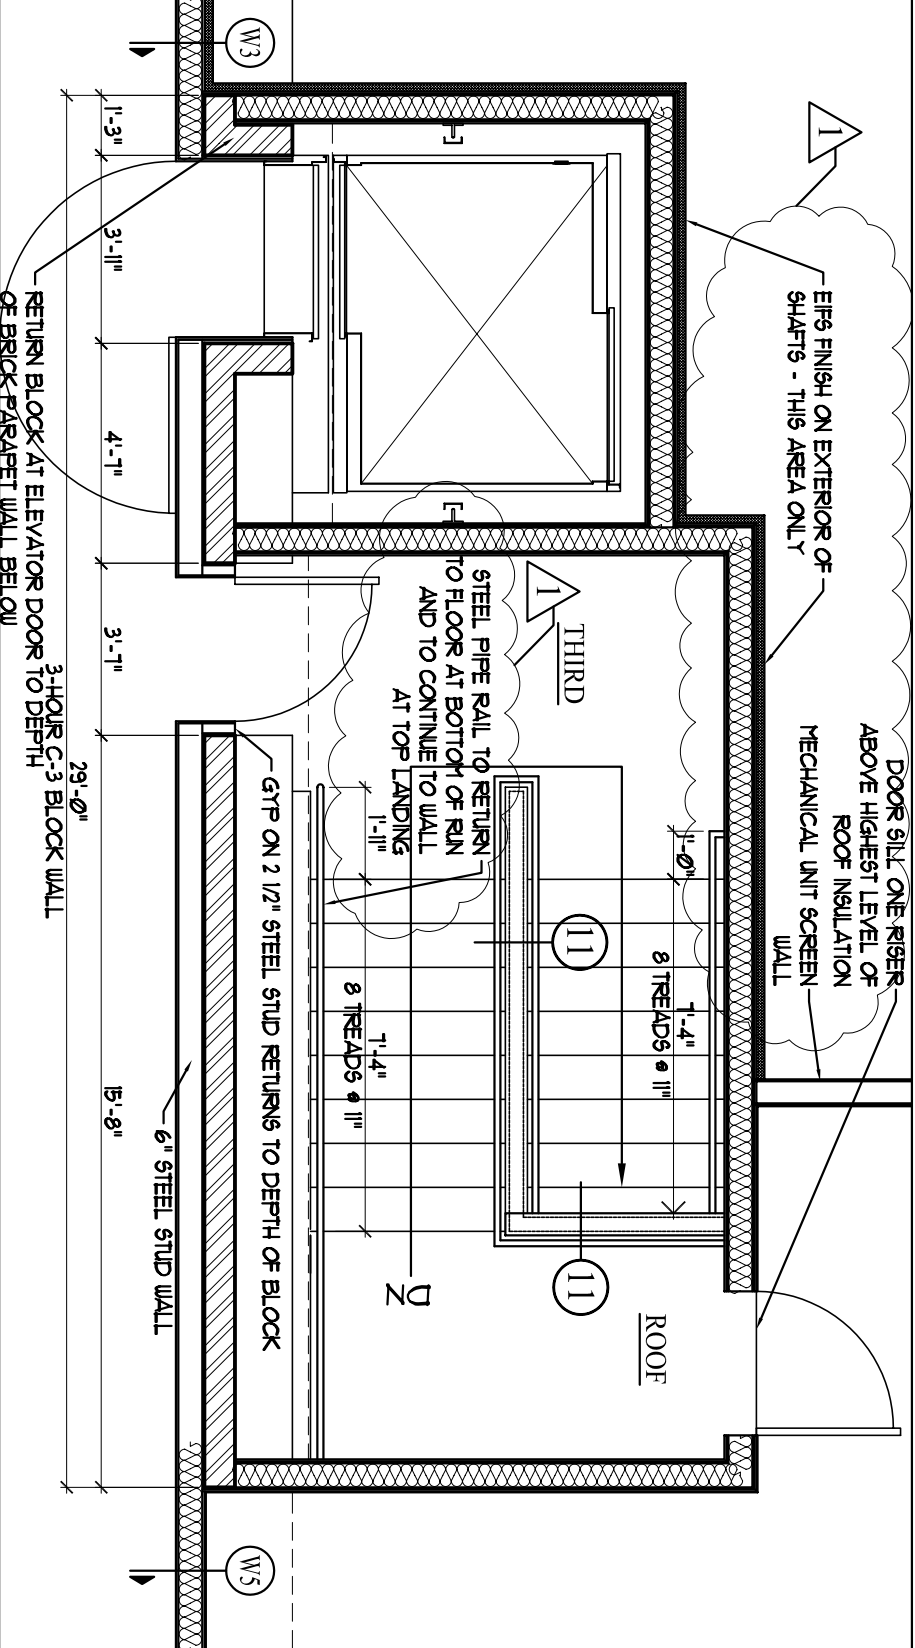 1
EIFS FINISH ON EXTERIOR OF
SHAFTS - THIS AREA ONLY
DOOR SILL ONE RISER
ABOVE HIGHEST LEVEL OF
ROOF INSULATION
MECHANICAL UNIT SCREEN
WALL
THIRD
1
STEEL PIPE RAIL TO RETURN
TO FLOOR AT BOTTOM OF RUN
AND TO CONTINUE TO WALL
AT TOP LANDING
1'-0"
7'-4"
8 TREADS @ 11"
11
11
ROOF
1'-11"
7'-4"
8 TREADS @ 11"
DN
GYP ON 2 1/2" STEEL STUD RETURNS TO DEPTH OF BLOCK
6" STEEL STUD WALL
W3
W5
1'-3"
3'-11"
4'-7"
3'-7"
15'-8"
29'-0"
3-HOUR C-3 BLOCK WALL
RETURN BLOCK AT ELEVATOR DOOR TO DEPTH
OF BRICK PARAPET WALL BELOW